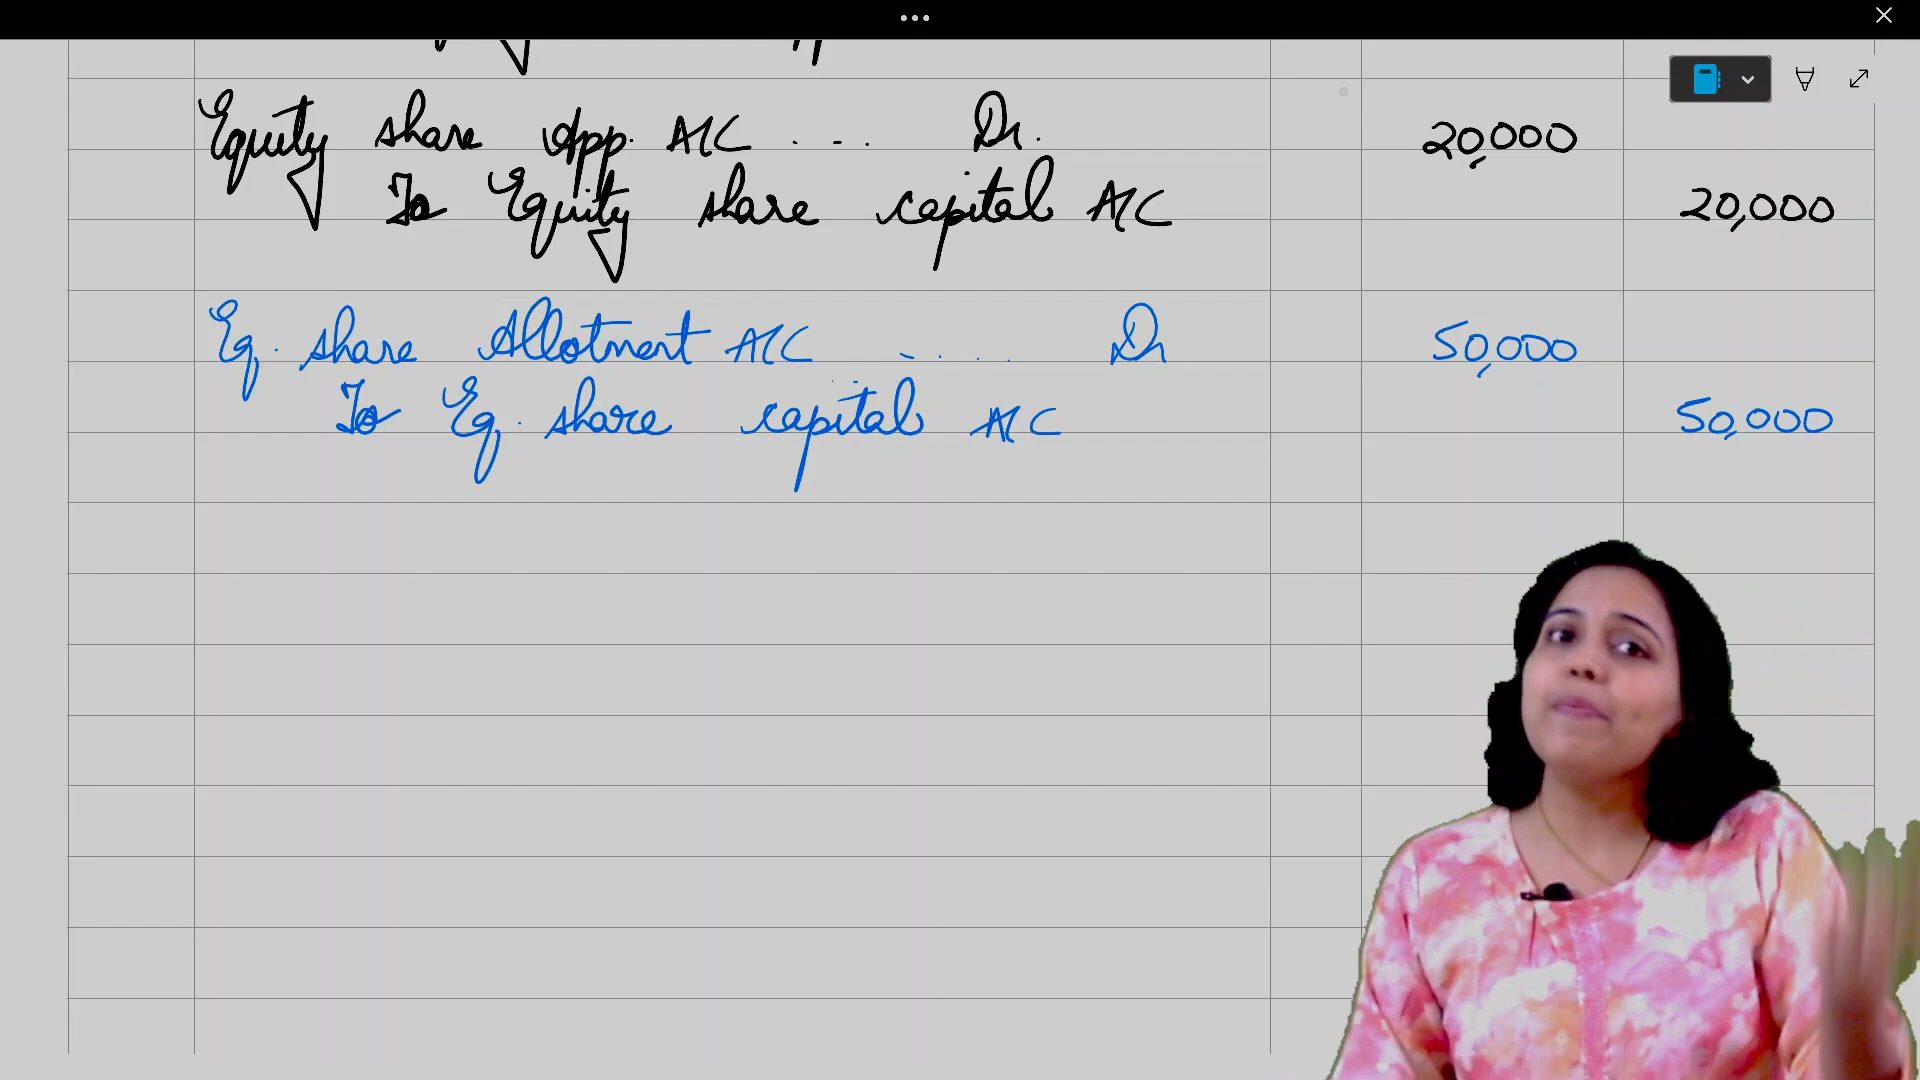 Equity share App. A/C ... Dr. 20,000
To Equity share capital A/C 20,000
Eq. share Allotment A/C .... Dr 50,000
To Eq. share capital A/C 50,000